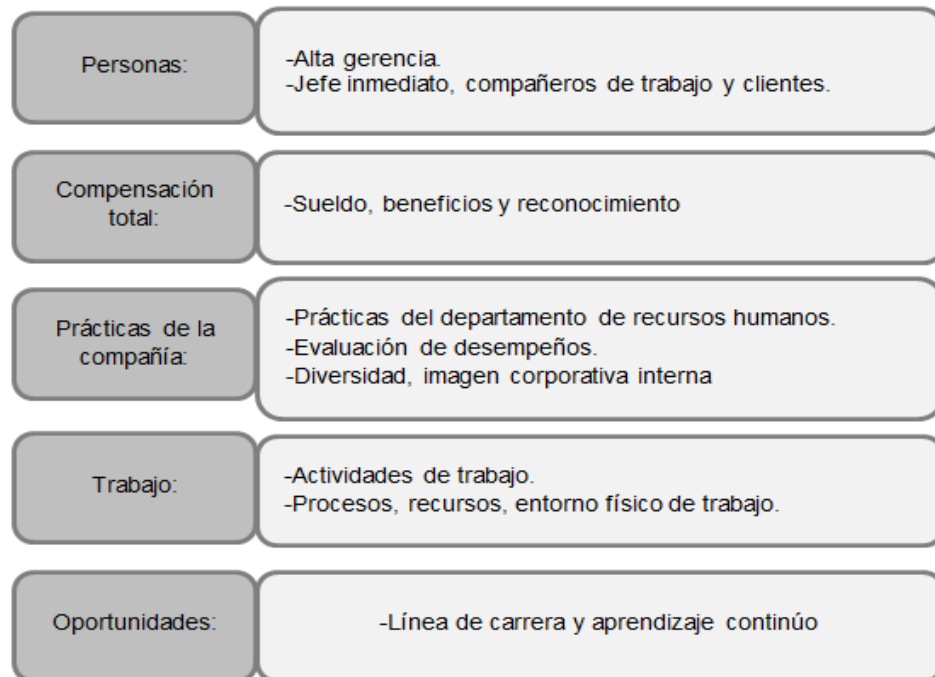 Personas:
-Alta gerencia.
-Jefe inmediato, compañeros de trabajo y clientes.
Compensación
total:
-Sueldo, beneficios y reconocimiento
Prácticas de la
compañía:
-Prácticas del departamento de recursos humanos.
-Evaluación de desempeños.
-Diversidad, imagen corporativa interna
Trabajo:
-Actividades de trabajo.
-Procesos, recursos, entorno físico de trabajo.
Oportunidades:
-Línea de carrera y aprendizaje continúo